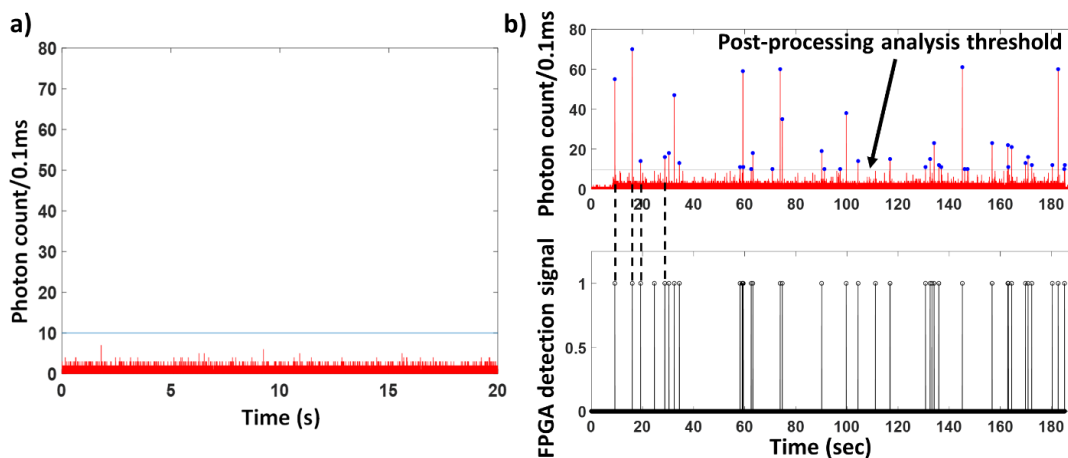 a)
Photon count/0.1ms
80
70
60
50
40
30
20
10
0
0 5 10 15 20
Time (s)
b)
Post-processing analysis threshold
Photon count/0.1ms
80
60
40
20
0
0 20 40 60 80 100 120 140 160 180
FPGA detection signal
1
0.5
0
0 20 40 60 80 100 120 140 160 180
Time (sec)